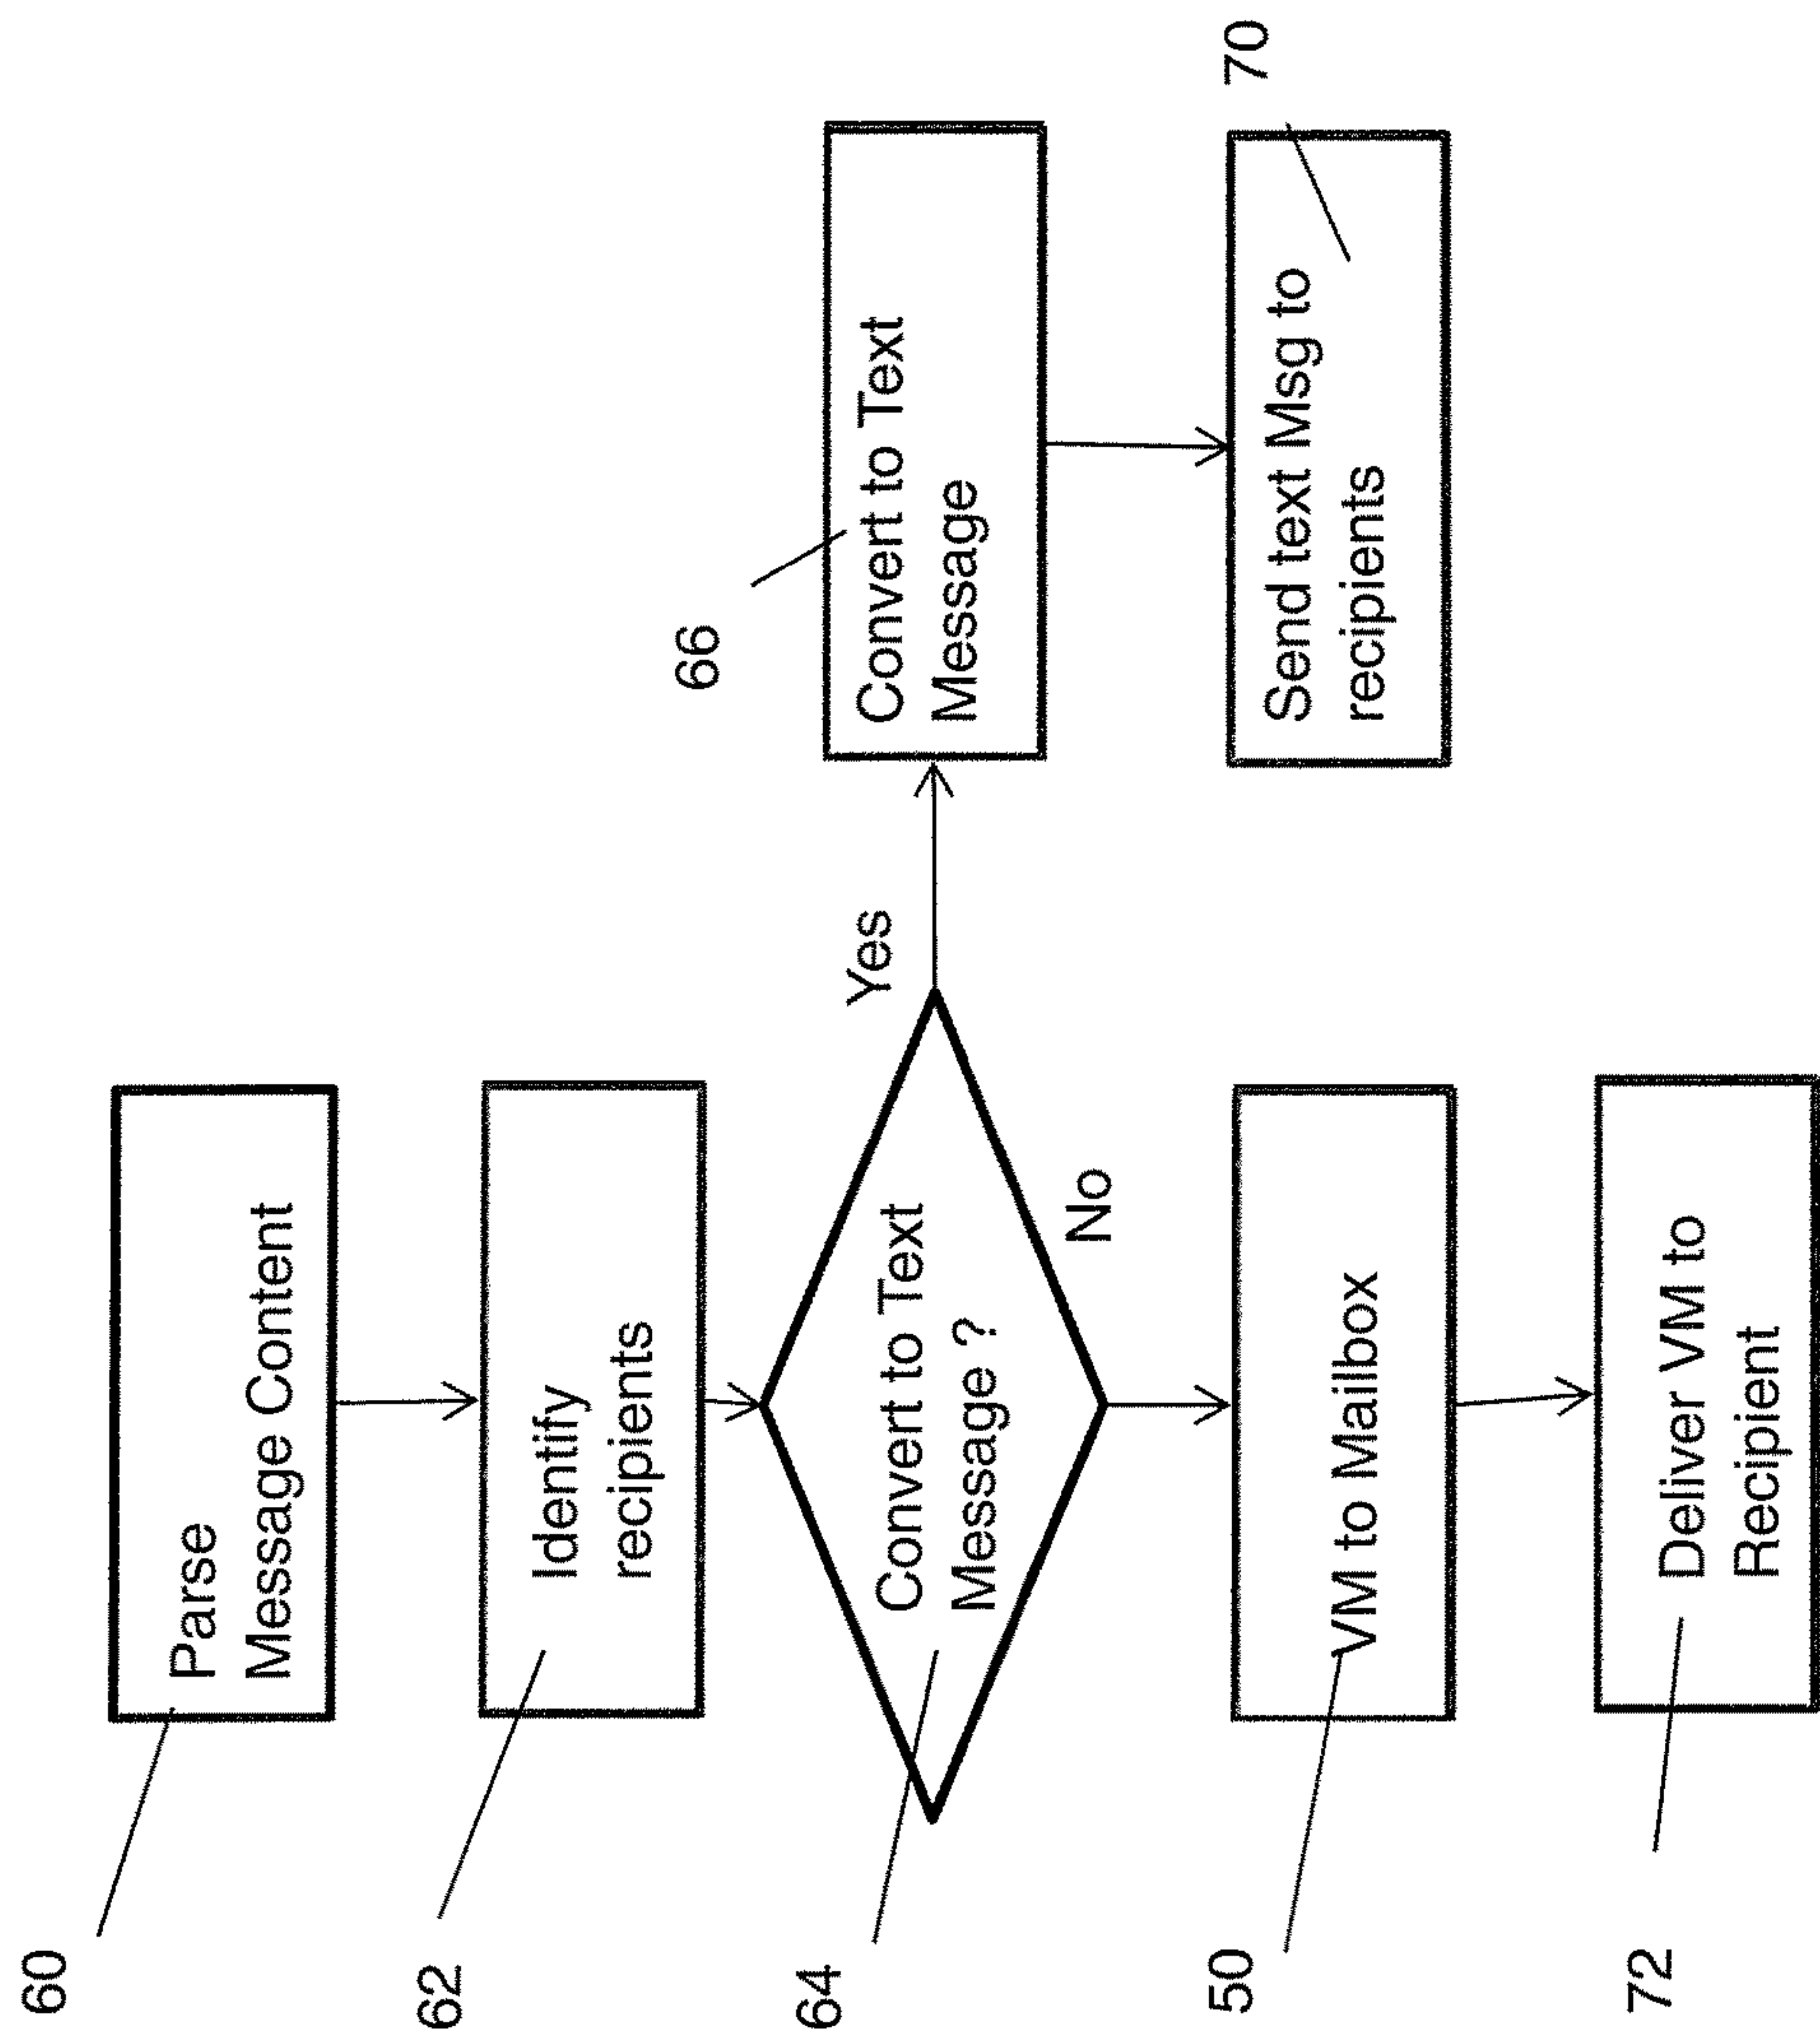 60
Parse
Message Content
62
Identify
recipients
64
Convert to Text
Message ?
Yes
No
66
Convert to Text
Message
70
Send text Msg to
recipients
50
VM to Mailbox
72
Deliver VM to
Recipient